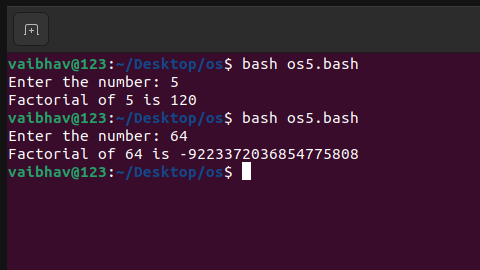 vaibhav@123:~/Desktop/os$ bash os5.bash
Enter the number: 5
Factorial of 5 is 120
vaibhav@123:~/Desktop/os$ bash os5.bash
Enter the number: 64
Factorial of 64 is -9223372036854775808
vaibhav@123:~/Desktop/os$